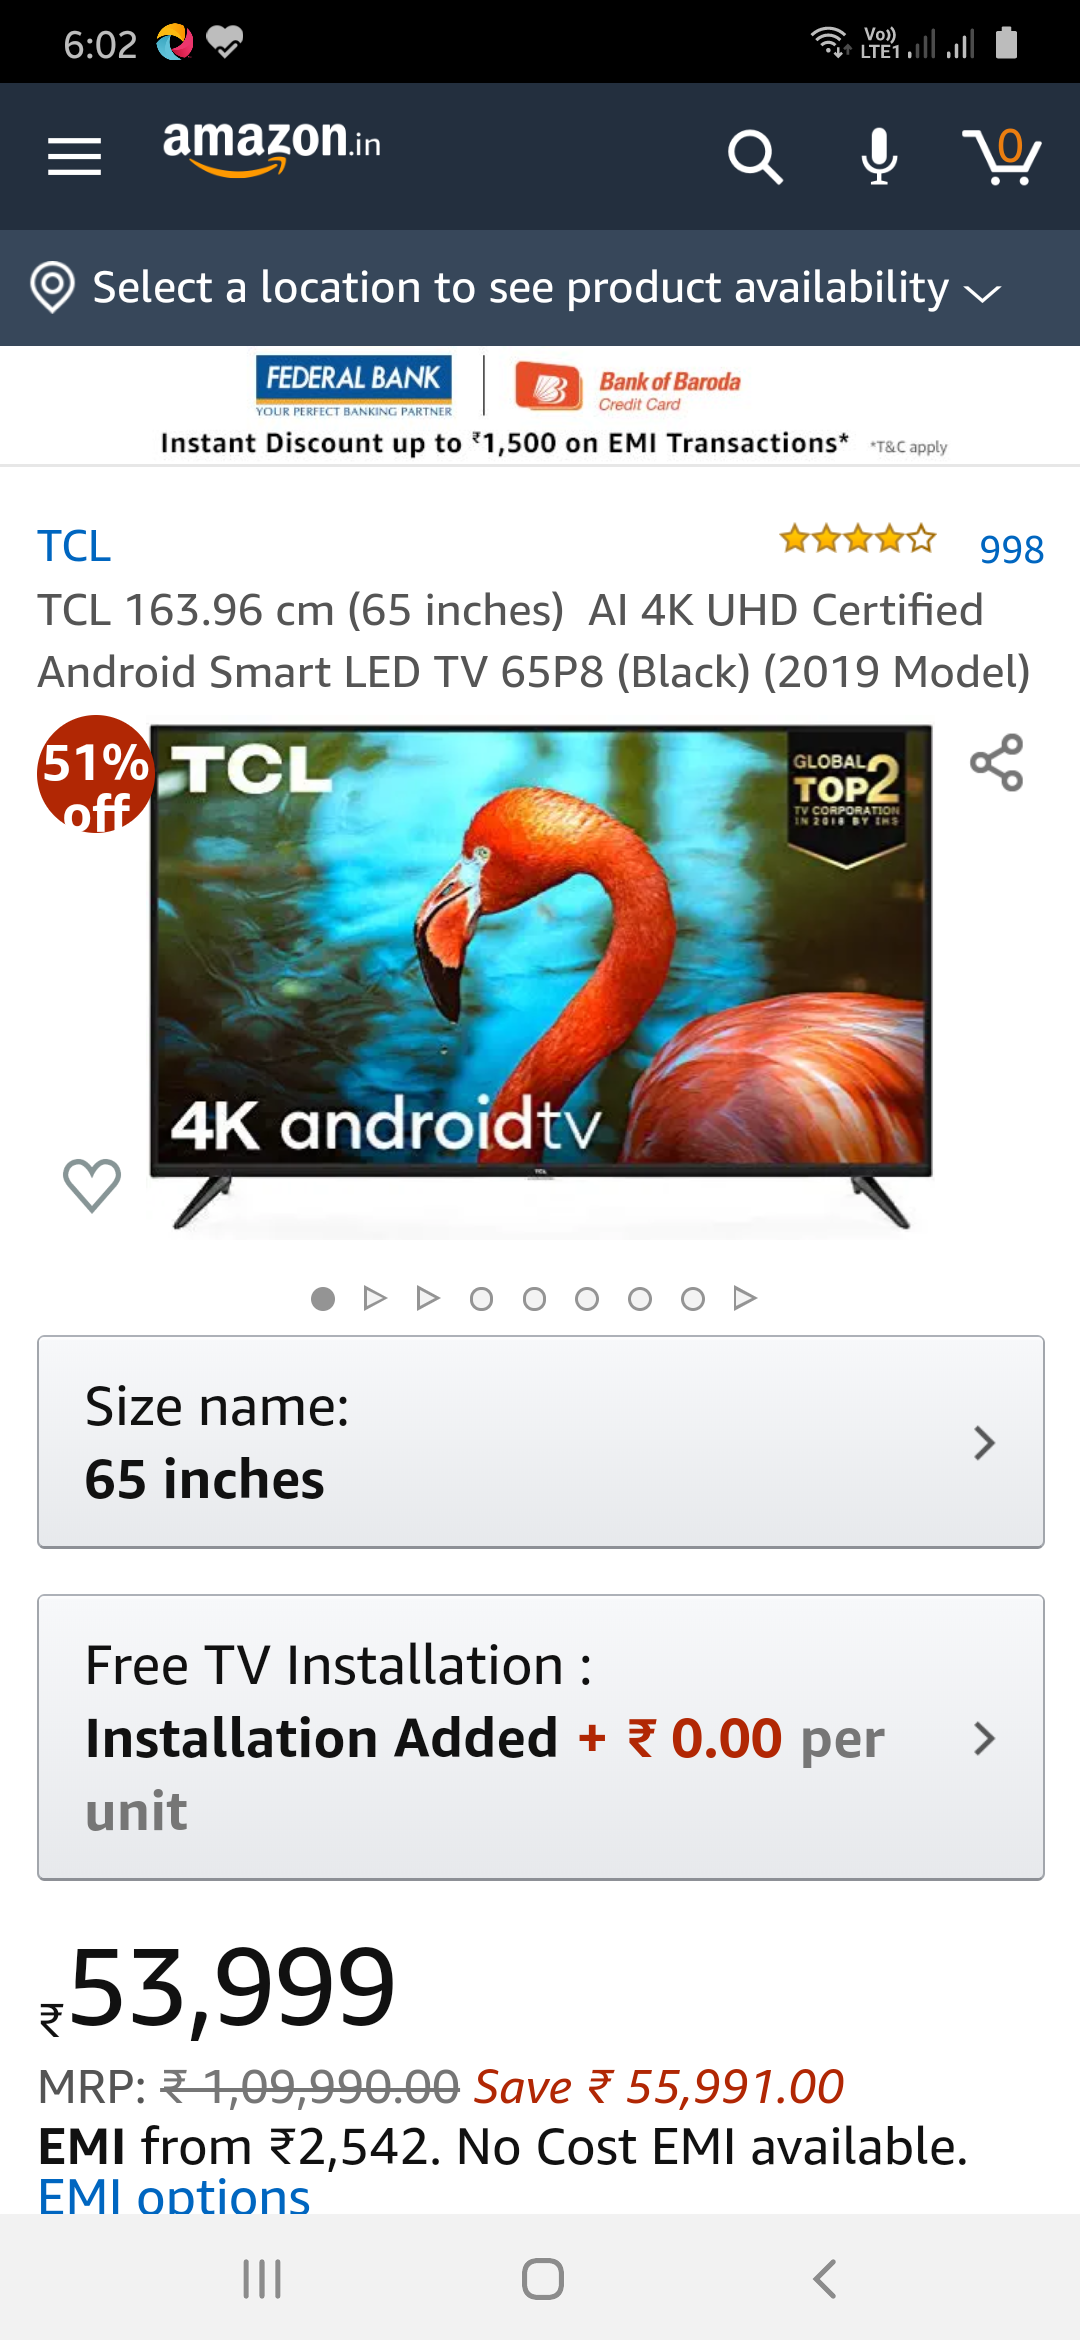 6:02
Vo))
LTE1
amazon.in
0
Select a location to see product availability
FEDERAL BANK
YOUR PERFECT BANKING PARTNER
Bank of Baroda
Credit Card
Instant Discount up to ₹1,500 on EMI Transactions* *T&C apply
TCL
998
TCL 163.96 cm (65 inches) AI 4K UHD Certified
Android Smart LED TV 65P8 (Black) (2019 Model)
51%
off
TCL
GLOBAL
TOP2
TV CORPORATION
IN 2018 BY IHS
4K androidtv
TCL
Size name:
65 inches
Free TV Installation :
Installation Added + ₹ 0.00 per
unit
₹53,999
MRP: ₹ 1,09,990.00 Save ₹ 55,991.00
EMI from ₹2,542. No Cost EMI available.
EMI options